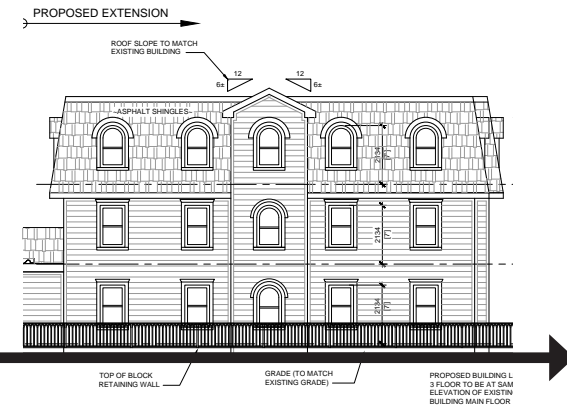 PROPOSED EXTENSION
ROOF SLOPE TO MATCH
EXISTING BUILDING
12
6±
12
6±
ASPHALT SHINGLES
2134
[7']
2134
[7']
2134
[7']
TOP OF BLOCK
RETAINING WALL
GRADE (TO MATCH
EXISTING GRADE)
PROPOSED BUILDING L
3 FLOOR TO BE AT SAM
ELEVATION OF EXISTIN
BUILDING MAIN FLOOR